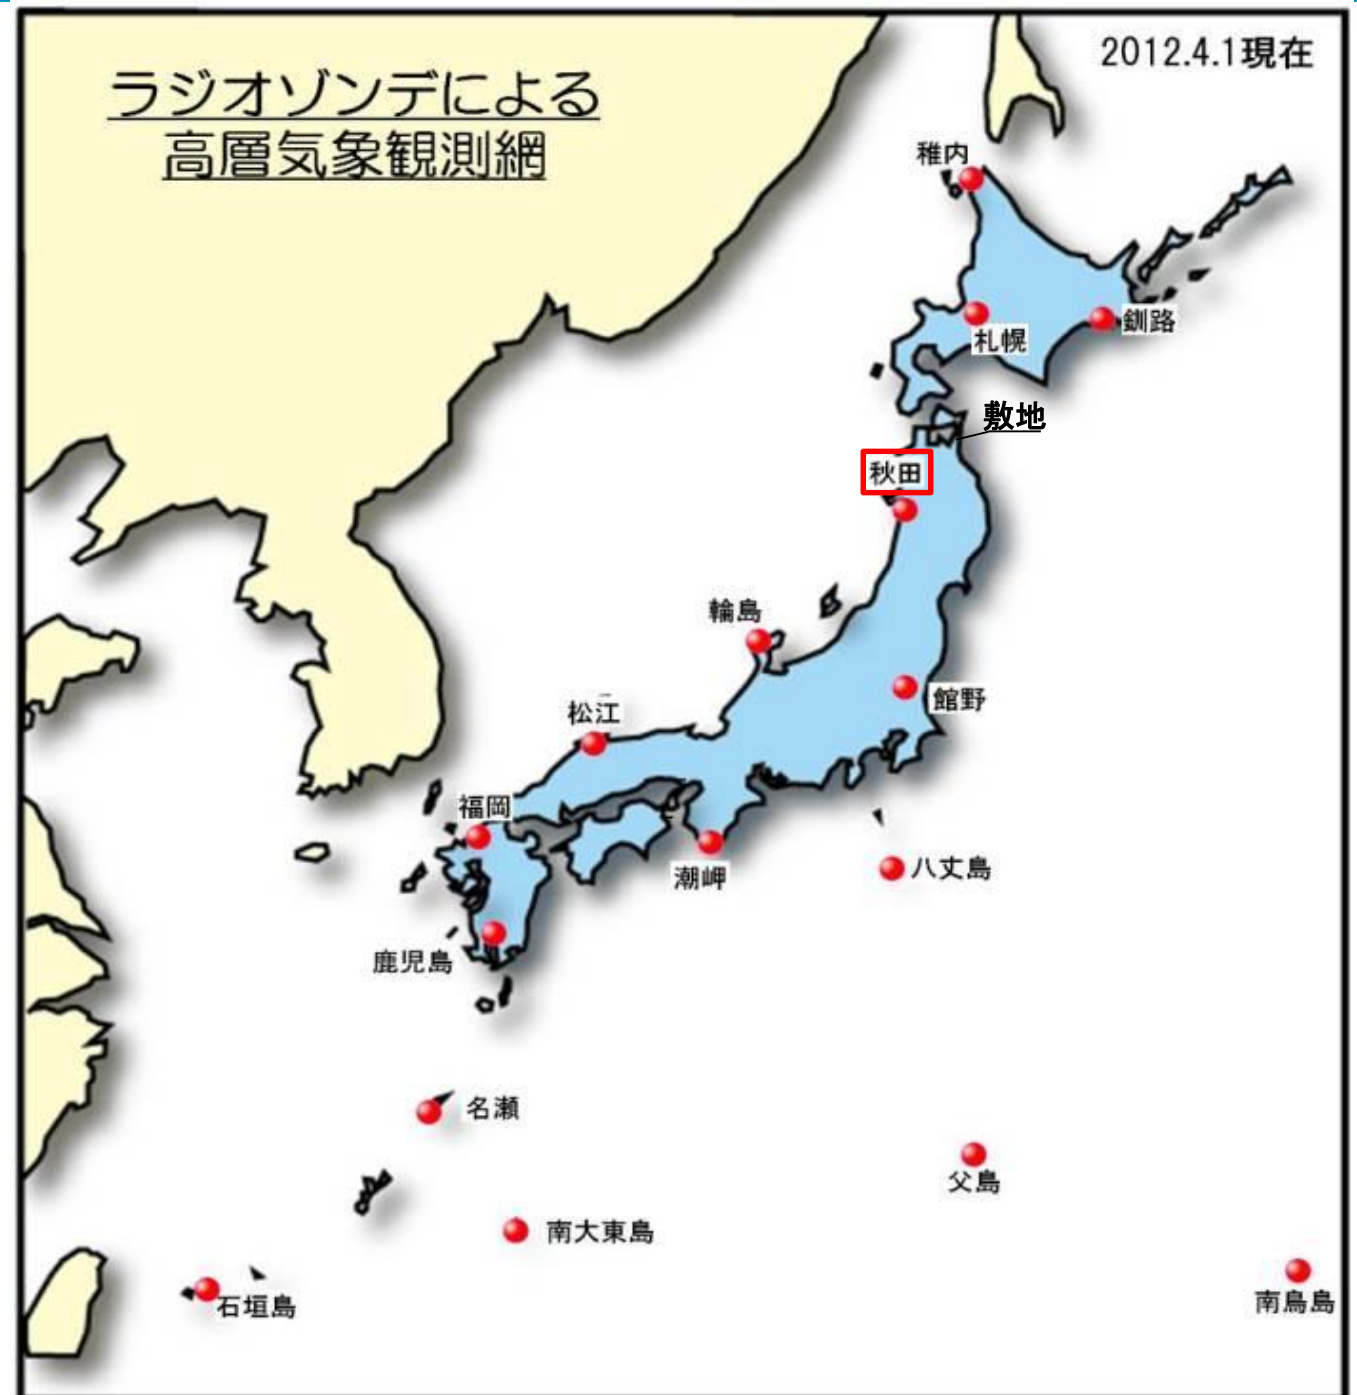 ラジオゾンデによる
高層気象観測網
2012.4.1現在
稚内
札幌
釧路
敷地
秋田
輪島
館野
松江
福岡
潮岬
八丈島
鹿児島
名瀬
父島
南大東島
石垣島
南鳥島